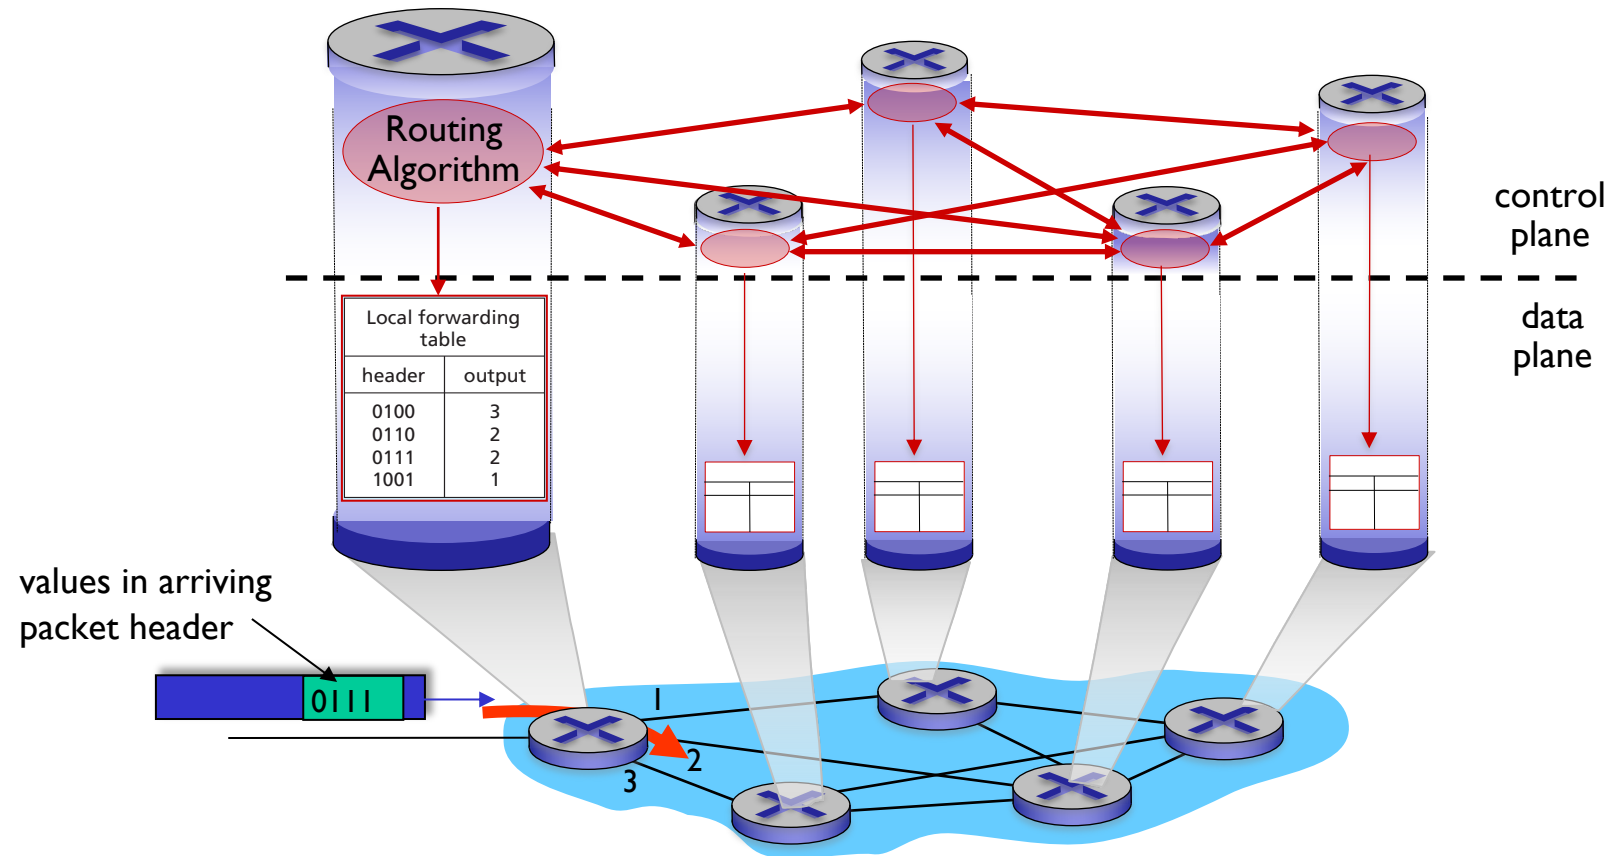 Routing
Algorithm
control
plane
data
plane
Local forwarding
table
header output
0100 3
0110 2
0111 2
1001 1
values in arriving
packet header
0111
1
2
3